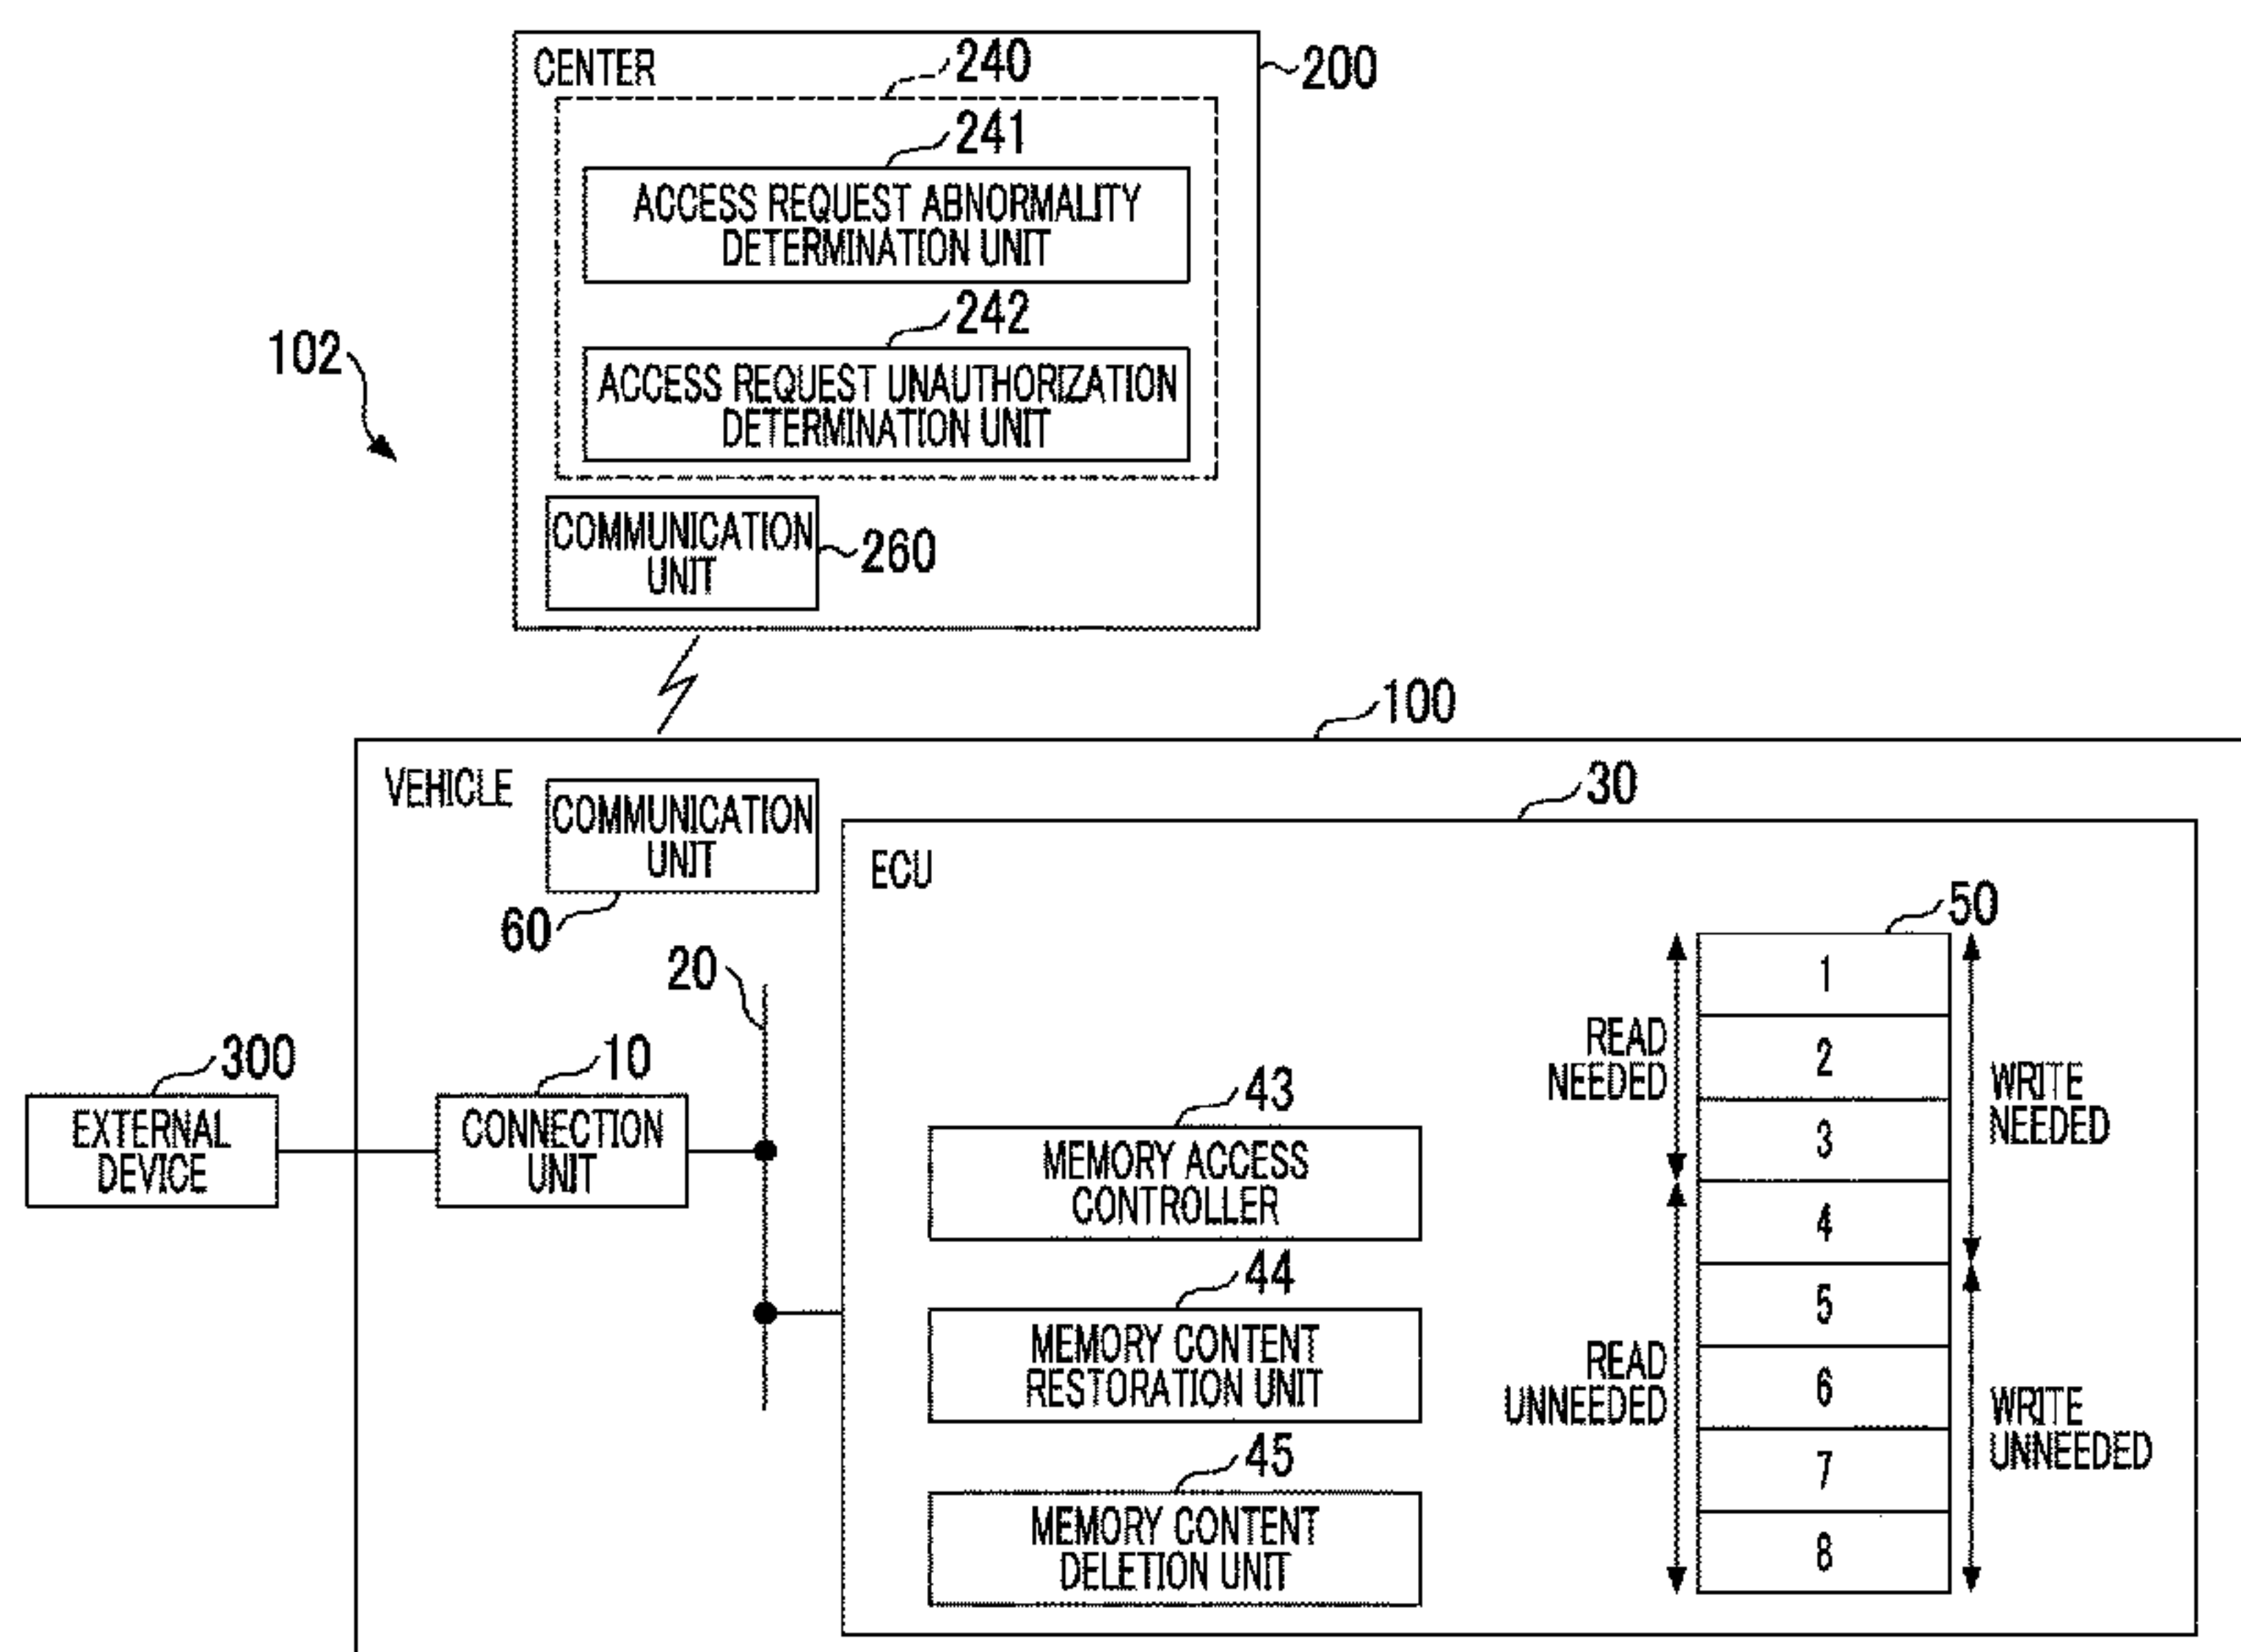 CENTER
240
200
241
ACCESS REQUEST ABNORMALITY
DETERMINATION UNIT
242
102
ACCESS REQUEST UNAUTHORIZATION
DETERMINATION UNIT
COMMUNICATION
UNIT
260
100
VEHICLE
COMMUNICATION
UNIT
60
30
ECU
50
20
300
EXTERNAL
DEVICE
10
CONNECTION
UNIT
43
MEMORY ACCESS
CONTROLLER
44
MEMORY CONTENT
RESTORATION UNIT
45
MEMORY CONTENT
DELETION UNIT
READ
NEEDED
READ
UNNEEDED
1
2
3
4
5
6
7
8
WRITE
NEEDED
WRITE
UNNEEDED